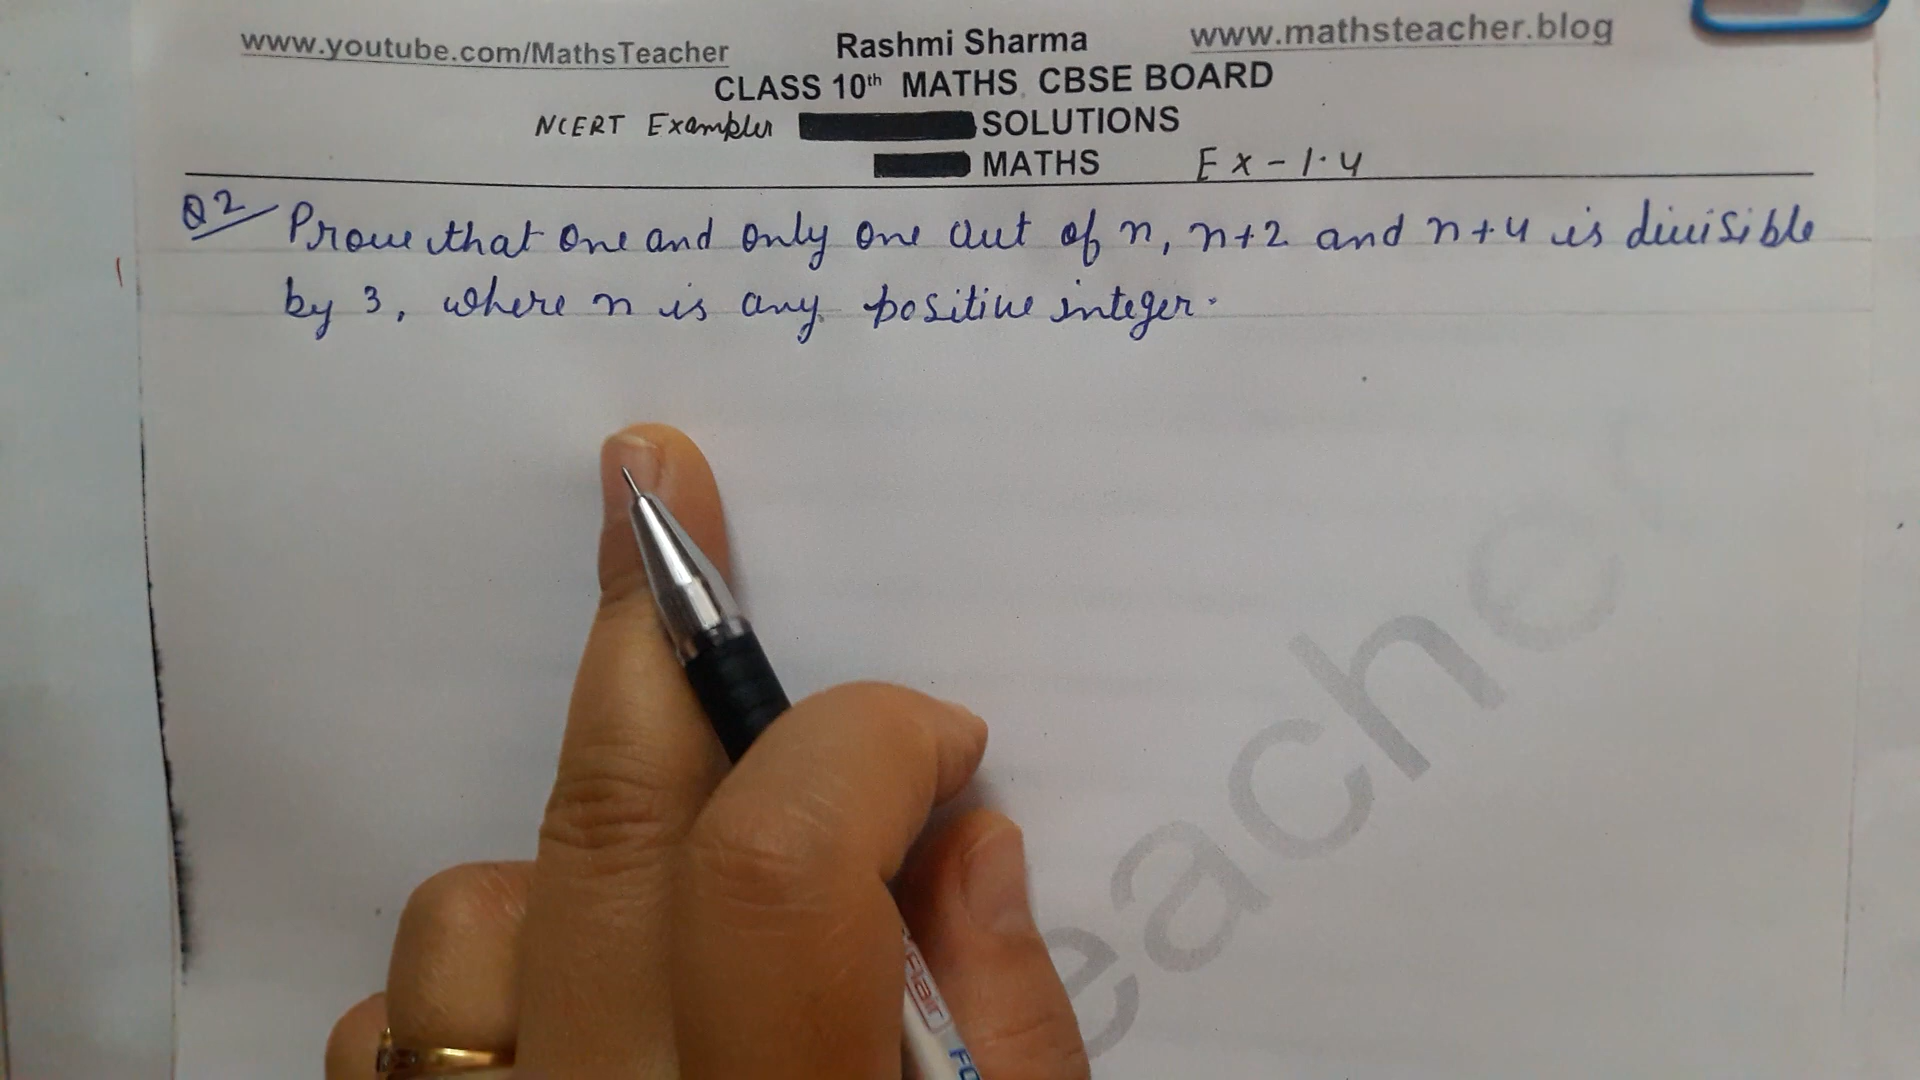 www.youtube.com/MathsTeacher Rashmi Sharma www.mathsteacher.blog
CLASS 10th MATHS CBSE BOARD
NCERT Exampler SOLUTIONS
MATHS Ex-1.4
Q2 Prove that one and only one out of n, n+2 and n+4 is divisible
by 3, where n is any positive integer.
eache
Flair